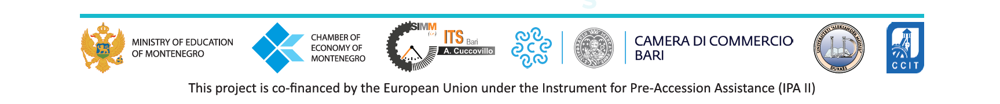 MINISTRY OF EDUCATION
OF MONTENEGRO
CHAMBER OF
ECONOMY OF
MONTENEGRO
SIMM
(in)
ITS Bari
A. Cuccovillo
CAMERA DI COMMERCIO
BARI
UNIVERSITETI "ALEKSANDER MOISIU"
DURRËS
CCIT
This project is co-financed by the European Union under the Instrument for Pre-Accession Assistance (IPA II)